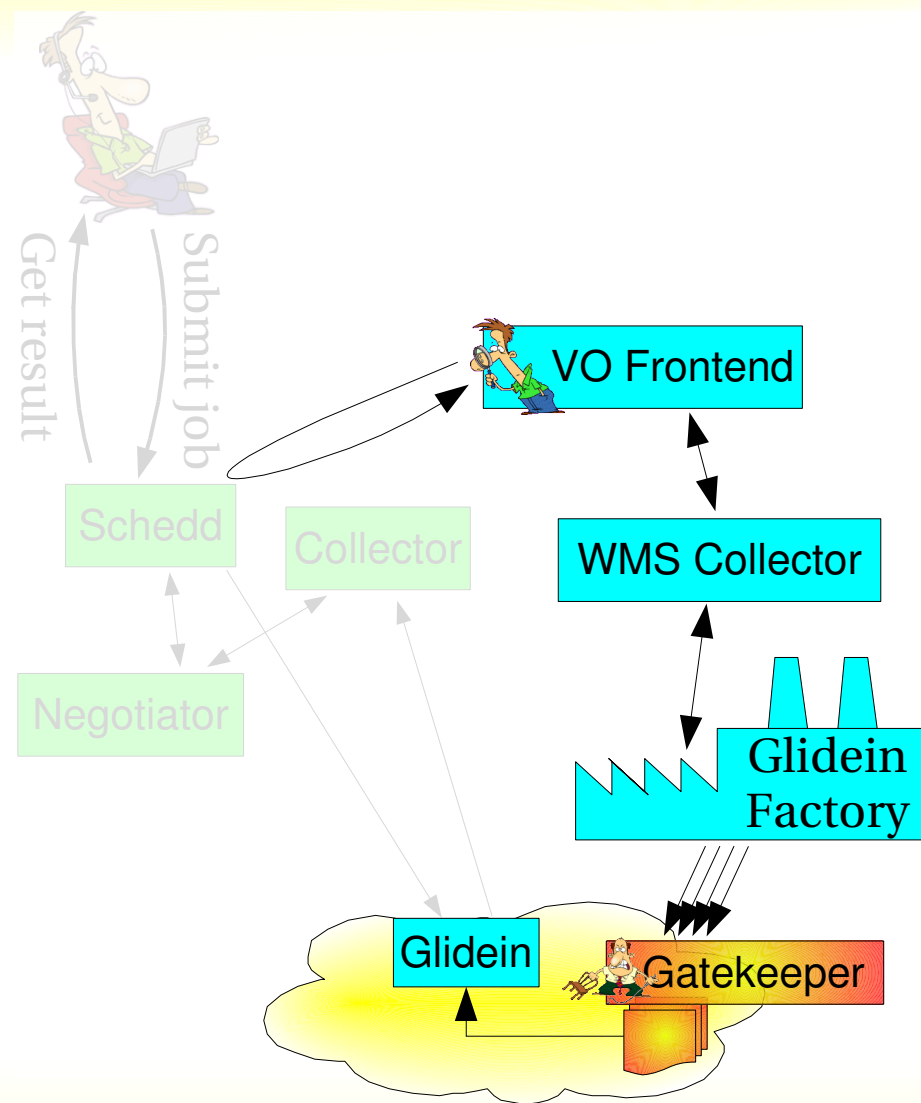 Get result
Submit job
VO Frontend
Schedd
Collector
WMS Collector
Negotiator
Glidein
Factory
Glidein
Gatekeeper